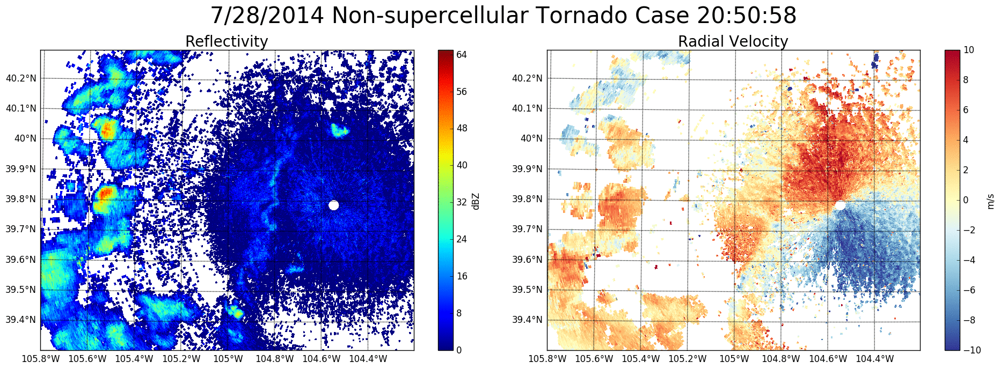 7/28/2014 Non-supercellular Tornado Case 20:50:58
Reflectivity
40.2°N
40.1°N
40°N
39.9°N
39.8°N
39.7°N
39.6°N
39.5°N
39.4°N
105.8°W 105.6°W 105.4°W 105.2°W 105°W 104.8°W 104.6°W 104.4°W
64
56
48
40
32
24
16
8
0
dBZ
Radial Velocity
40.2°N
40.1°N
40°N
39.9°N
39.8°N
39.7°N
39.6°N
39.5°N
39.4°N
105.8°W 105.6°W 105.4°W 105.2°W 105°W 104.8°W 104.6°W 104.4°W
10
8
6
4
2
0
−2
−4
−6
−8
−10
m/s